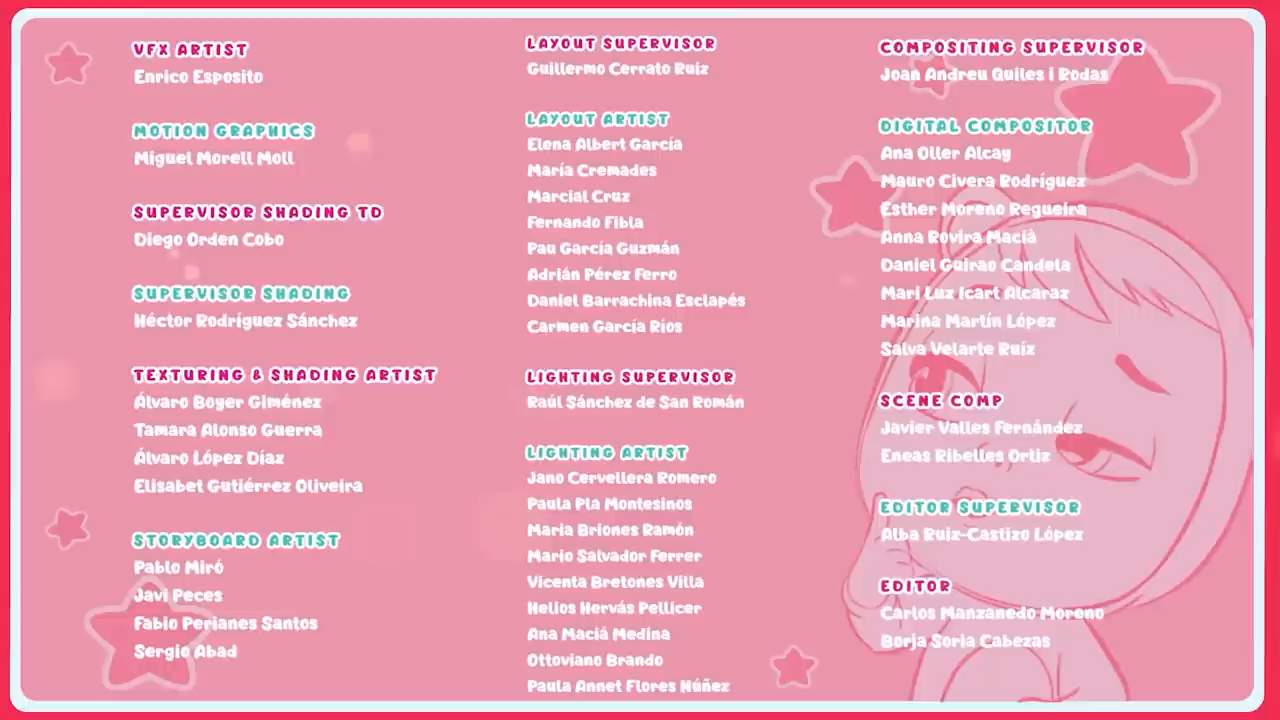 VFX ARTIST
Enrico Esposito
MOTION GRAPHICS
Miguel Morell Moll
SUPERVISOR SHADING TD
Diego Orden Cobo
SUPERVISOR SHADING
Héctor Rodríguez Sánchez
TEXTURING & SHADING ARTIST
Álvaro Boyer Giménez
Tamara Alonso Guerra
Álvaro López Díaz
Elisabet Gutiérrez Oliveira
STORYBOARD ARTIST
Pablo Miró
Javi Peces
Fabio Perianes Santos
Sergio Abad
LAYOUT SUPERVISOR
Guillermo Cerrato Ruiz
LAYOUT ARTIST
Elena Albert García
María Cremades
Marcial Cruz
Fernando Fibla
Pau García Guzmán
Adrián Pérez Ferro
Daniel Barrachina Esclapés
Carmen García Ríos
LIGHTING SUPERVISOR
Raúl Sánchez de San Román
LIGHTING ARTIST
Jano Cervellera Romero
Paula Pla Montesinos
Maria Briones Ramón
Mario Salvador Ferrer
Vicenta Bretones Villa
Helios Hervás Pellicer
Ana Maciá Medina
Ottoviano Brando
Paula Annet Flores Núñez
COMPOSITING SUPERVISOR
Joan Andreu Quiles i Rodas
DIGITAL COMPOSITOR
Ana Oller Alcay
Mauro Civera Rodríguez
Esther Moreno Regueira
Anna Rovira Macià
Daniel Guirao Candela
Mari Luz Icart Alcaraz
Marina Martín López
Salva Velarte Ruíz
SCENE COMP
Javier Valles Fernández
Eneas Ribelles Ortiz
EDITOR SUPERVISOR
Alba Ruiz-Castizo López
EDITOR
Carlos Manzanedo Moreno
Borja Soria Cabezas